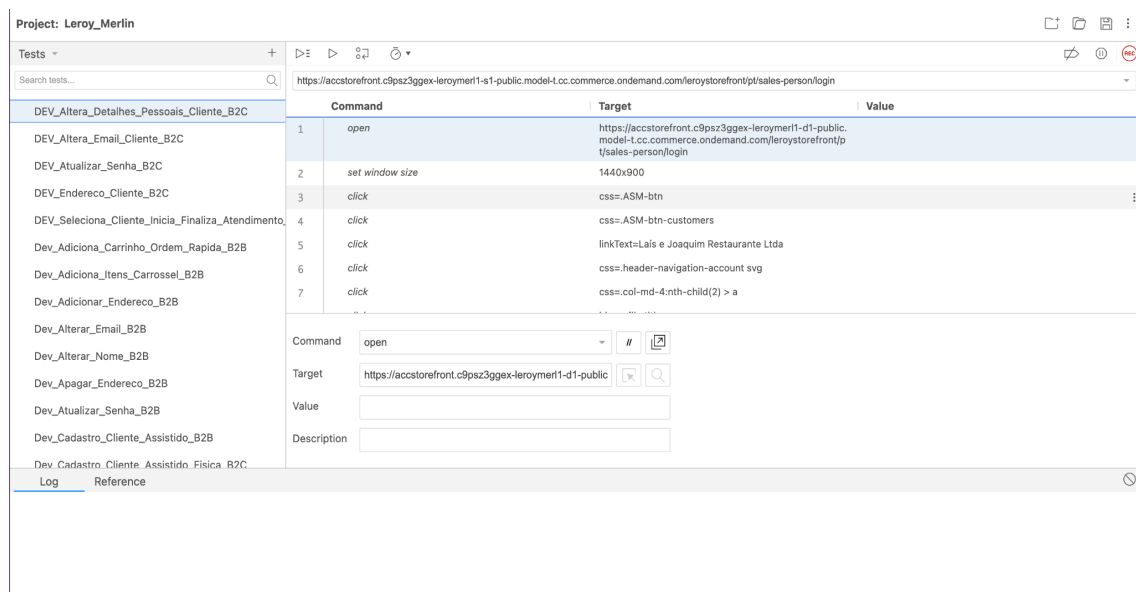 Project: Leroy_Merlin
Tests
Search tests...
DEV_Altera_Detalhes_Pessoais_Cliente_B2C
DEV_Altera_Email_Cliente_B2C
DEV_Atualizar_Senha_B2C
DEV_Endereco_Cliente_B2C
DEV_Seleciona_Cliente_Inicia_Finaliza_Atendimento_
Dev_Adiciona_Carrinho_Ordem_Rapida_B2B
Dev_Adiciona_Itens_Carrossel_B2B
Dev_Adicionar_Endereco_B2B
Dev_Alterar_Email_B2B
Dev_Alterar_Nome_B2B
Dev_Apagar_Endereco_B2B
Dev_Atualizar_Senha_B2B
Dev_Cadastro_Cliente_Assistido_B2B
Dev_Cadastro_Cliente_Assistido_Fisica_B2C
REC
https://accstorefront.c9psz3ggex-leroymerl1-s1-public.model-t.cc.commerce.ondemand.com/leroystorefront/pt/sales-person/login
Command Target Value
1 open https://accstorefront.c9psz3ggex-leroymerl1-d1-public.
model-t.cc.commerce.ondemand.com/leroystorefront/p
t/sales-person/login
2 set window size 1440x900
3 click css=.ASM-btn
4 click css=.ASM-btn-customers
5 click linkText=Laís e Joaquim Restaurante Ltda
6 click css=.header-navigation-account svg
7 click css=.col-md-4:nth-child(2) > a
Command open //
Target https://accstorefront.c9psz3ggex-leroymerl1-d1-public
Value
Description
Log Reference